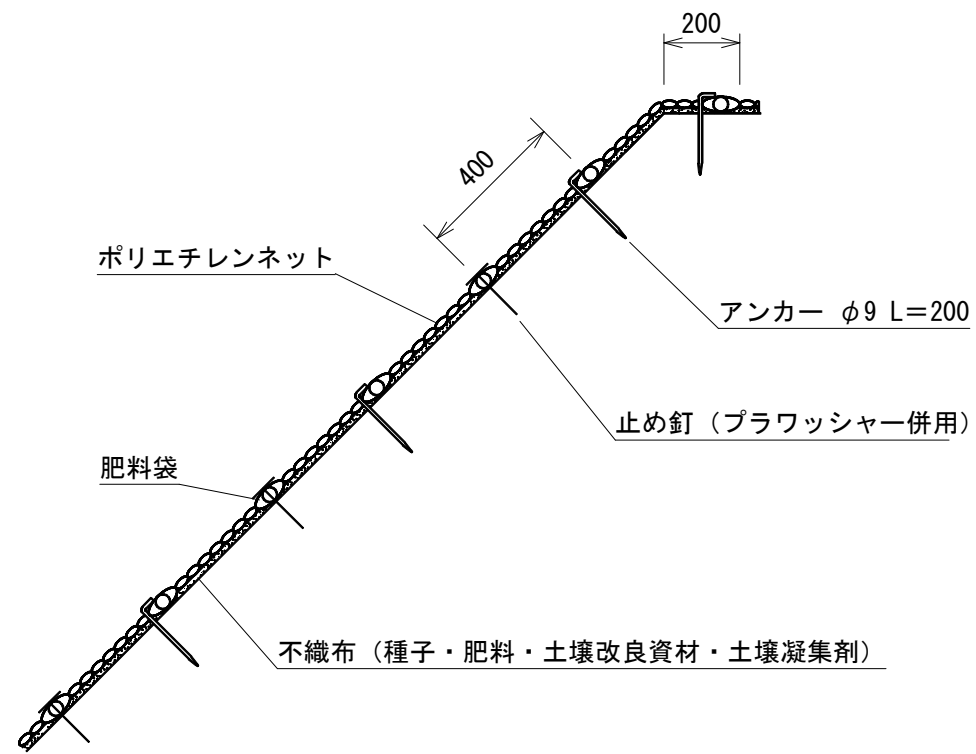 200
400
ポリエチレンネット
アンカー φ9 L=200
止め釘（プラワッシャー併用）
肥料袋
不織布（種子・肥料・土壌改良資材・土壌凝集剤）